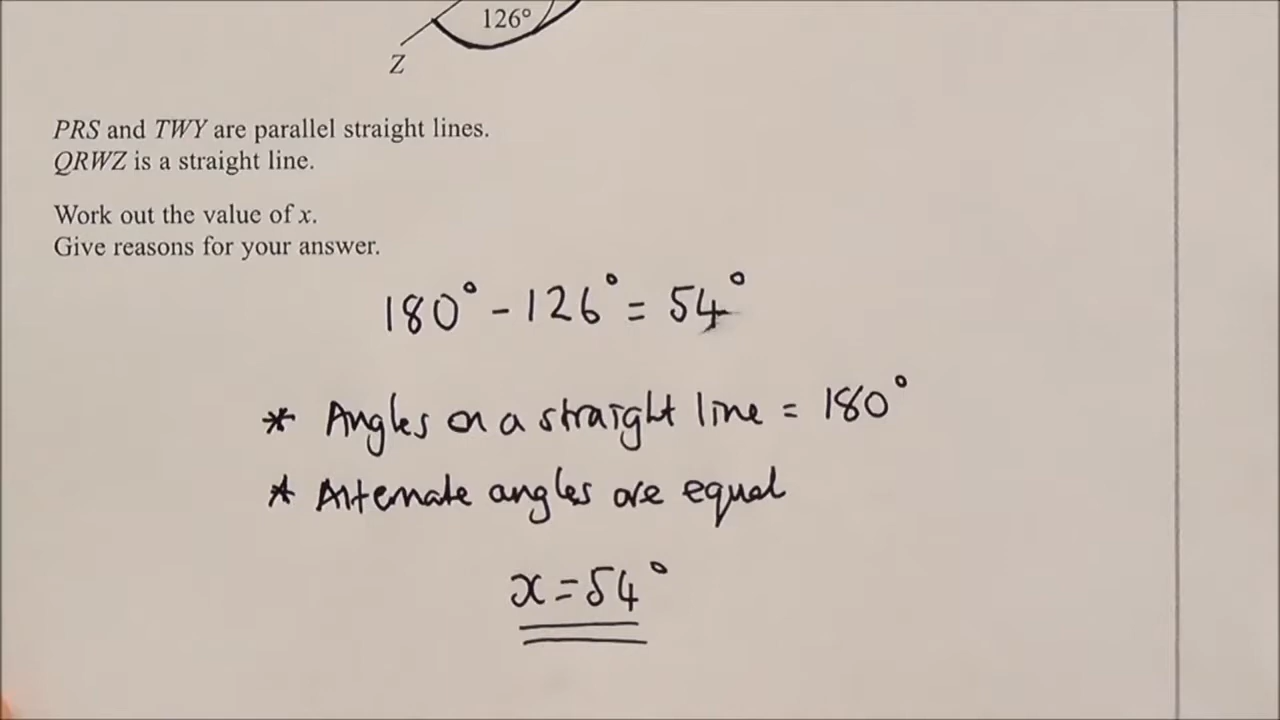 126°
Z
PRS and TWY are parallel straight lines.
QRWZ is a straight line.
Work out the value of x.
Give reasons for your answer.
180° - 126° = 54°
* Angles on a straight line = 180°
* Alternate angles are equal
x = 54°